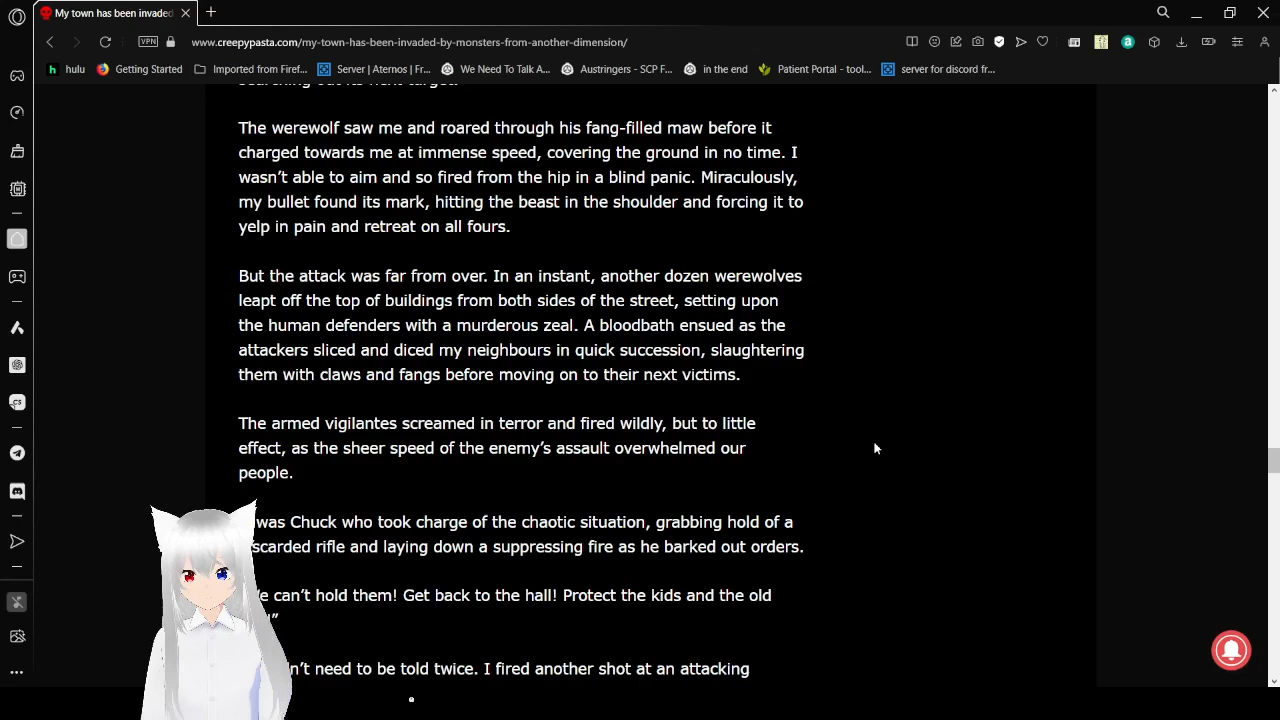 My town has been invaded
www.creepypasta.com/my-town-has-been-invaded-by-monsters-from-another-dimension/
VPN
hulu
Getting Started
Imported from Firef...
Server | Aternos | Fr...
We Need To Talk A...
Austringers - SCP F...
in the end
Patient Portal - tool...
server for discord fr...
The werewolf saw me and roared through his fang-filled maw before it
charged towards me at immense speed, covering the ground in no time. I
wasn’t able to aim and so fired from the hip in a blind panic. Miraculously,
my bullet found its mark, hitting the beast in the shoulder and forcing it to
yelp in pain and retreat on all fours.
But the attack was far from over. In an instant, another dozen werewolves
leapt off the top of buildings from both sides of the street, setting upon
the human defenders with a murderous zeal. A bloodbath ensued as the
attackers sliced and diced my neighbours in quick succession, slaughtering
them with claws and fangs before moving on to their next victims.
The armed vigilantes screamed in terror and fired wildly, but to little
effect, as the sheer speed of the enemy’s assault overwhelmed our
people.
was Chuck who took charge of the chaotic situation, grabbing hold of a
scarded rifle and laying down a suppressing fire as he barked out orders.
can’t hold them! Get back to the hall! Protect the kids and the old
n’t need to be told twice. I fired another shot at an attacking